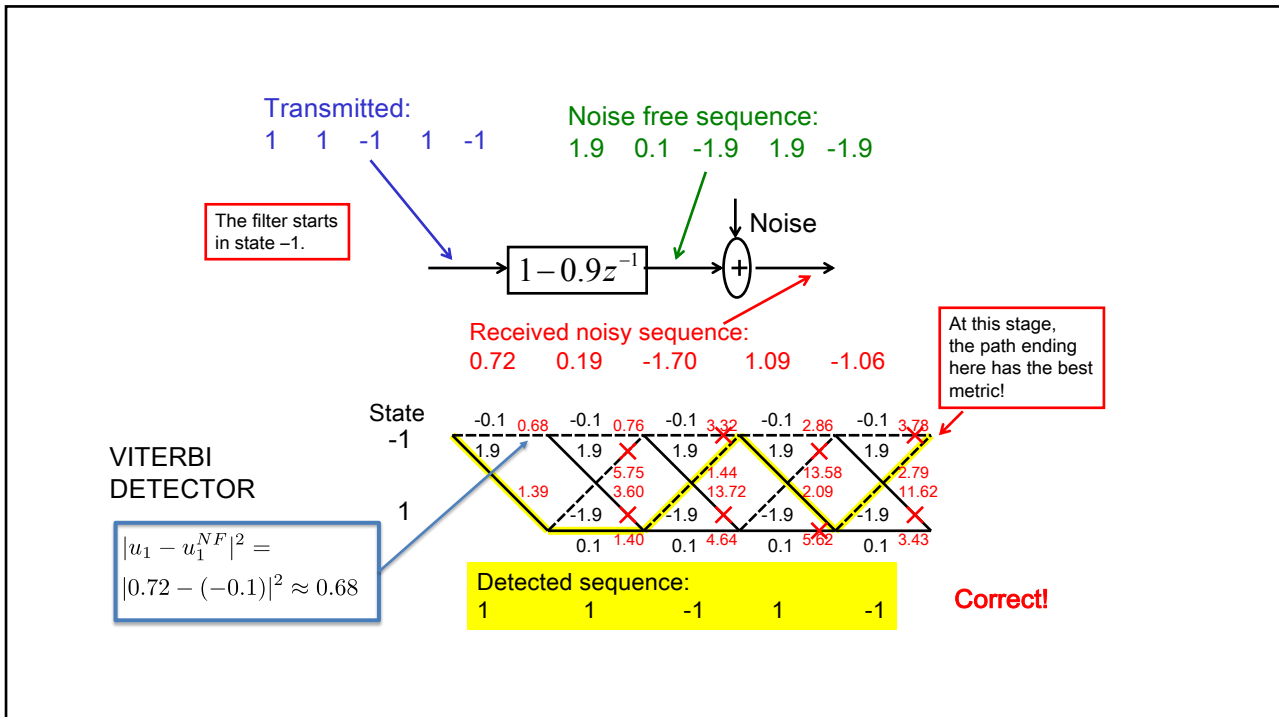 Transmitted:
1 1 -1 1 -1
Noise free sequence:
1.9 0.1 -1.9 1.9 -1.9
The filter starts
in state –1.
Noise
1−0.9z⁻¹
+
Received noisy sequence:
0.72 0.19 -1.70 1.09 -1.06
At this stage,
the path ending
here has the best
metric!
State
-0.1 0.68 -0.1 0.76 -0.1 3.32 -0.1 2.86 -0.1 3.78
-1
1.9 1.9 1.9 1.9 1.9
VITERBI
DETECTOR
5.75 1.44 13.58 2.79
1.39 3.60 13.72 2.09 11.62
1
-1.9 -1.9 -1.9 -1.9
0.1 1.40 0.1 4.64 0.1 5.62 0.1 3.43
|u₁ − u₁ᴺᶠ|² =
|0.72 − (−0.1)|² ≈ 0.68
Detected sequence:
1 1 -1 1 -1
Correct!